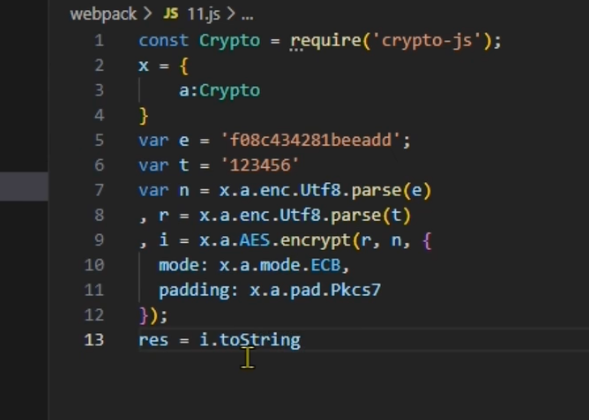 webpack > JS 11.js > ...
1 const Crypto = require('crypto-js');
2 x = {
3 a:Crypto
4 }
5 var e = 'f08c434281beeadd';
6 var t = '123456'
7 var n = x.a.enc.Utf8.parse(e)
8 , r = x.a.enc.Utf8.parse(t)
9 , i = x.a.AES.encrypt(r, n, {
10 mode: x.a.mode.ECB,
11 padding: x.a.pad.Pkcs7
12 });
13 res = i.toString